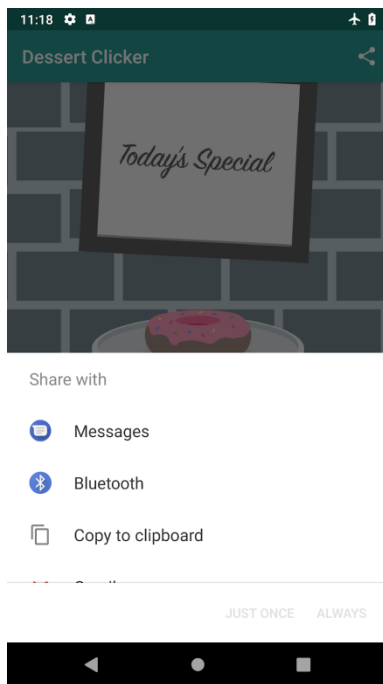 11:18
Dessert Clicker
Today's Special
Share with
Messages
Bluetooth
Copy to clipboard
JUST ONCE ALWAYS